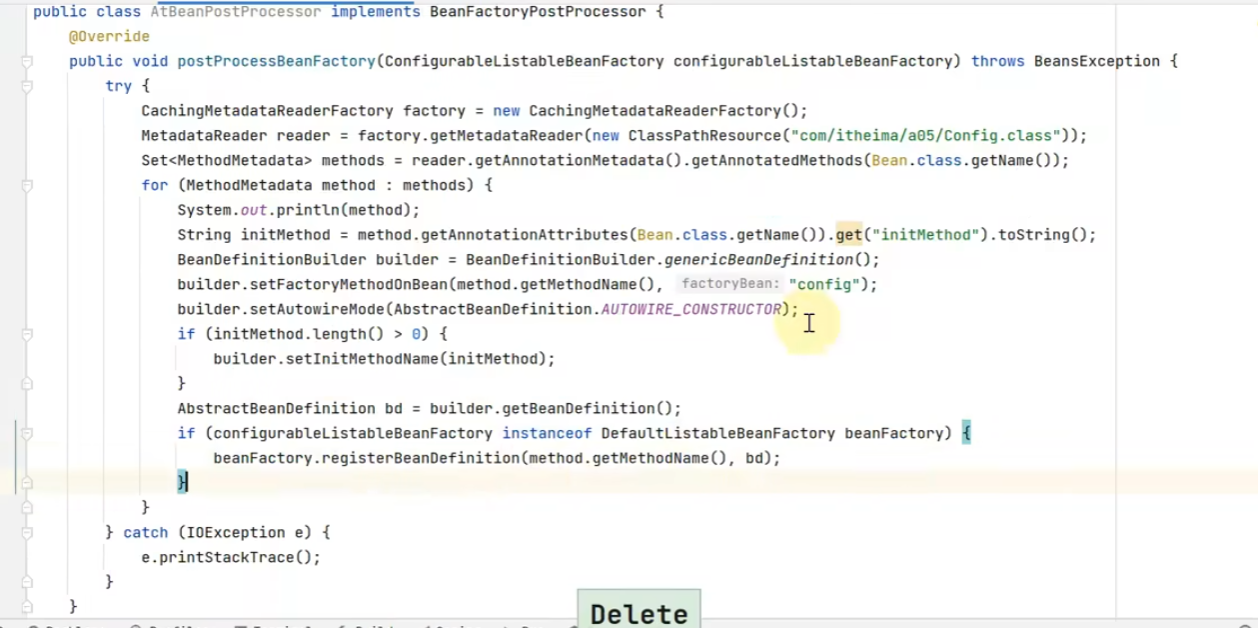 public class AtBeanPostProcessor implements BeanFactoryPostProcessor {
@Override
public void postProcessBeanFactory(ConfigurableListableBeanFactory configurableListableBeanFactory) throws BeansException {
try {
CachingMetadataReaderFactory factory = new CachingMetadataReaderFactory();
MetadataReader reader = factory.getMetadataReader(new ClassPathResource("com/itheima/a05/Config.class"));
Set<MethodMetadata> methods = reader.getAnnotationMetadata().getAnnotatedMethods(Bean.class.getName());
for (MethodMetadata method : methods) {
System.out.println(method);
String initMethod = method.getAnnotationAttributes(Bean.class.getName()).get("initMethod").toString();
BeanDefinitionBuilder builder = BeanDefinitionBuilder.genericBeanDefinition();
builder.setFactoryMethodOnBean(method.getMethodName(), factoryBean: "config");
builder.setAutowireMode(AbstractBeanDefinition.AUTOWIRE_CONSTRUCTOR);
if (initMethod.length() > 0) {
builder.setInitMethodName(initMethod);
}
AbstractBeanDefinition bd = builder.getBeanDefinition();
if (configurableListableBeanFactory instanceof DefaultListableBeanFactory beanFactory) {
beanFactory.registerBeanDefinition(method.getMethodName(), bd);
}
}
} catch (IOException e) {
e.printStackTrace();
}
}
Delete